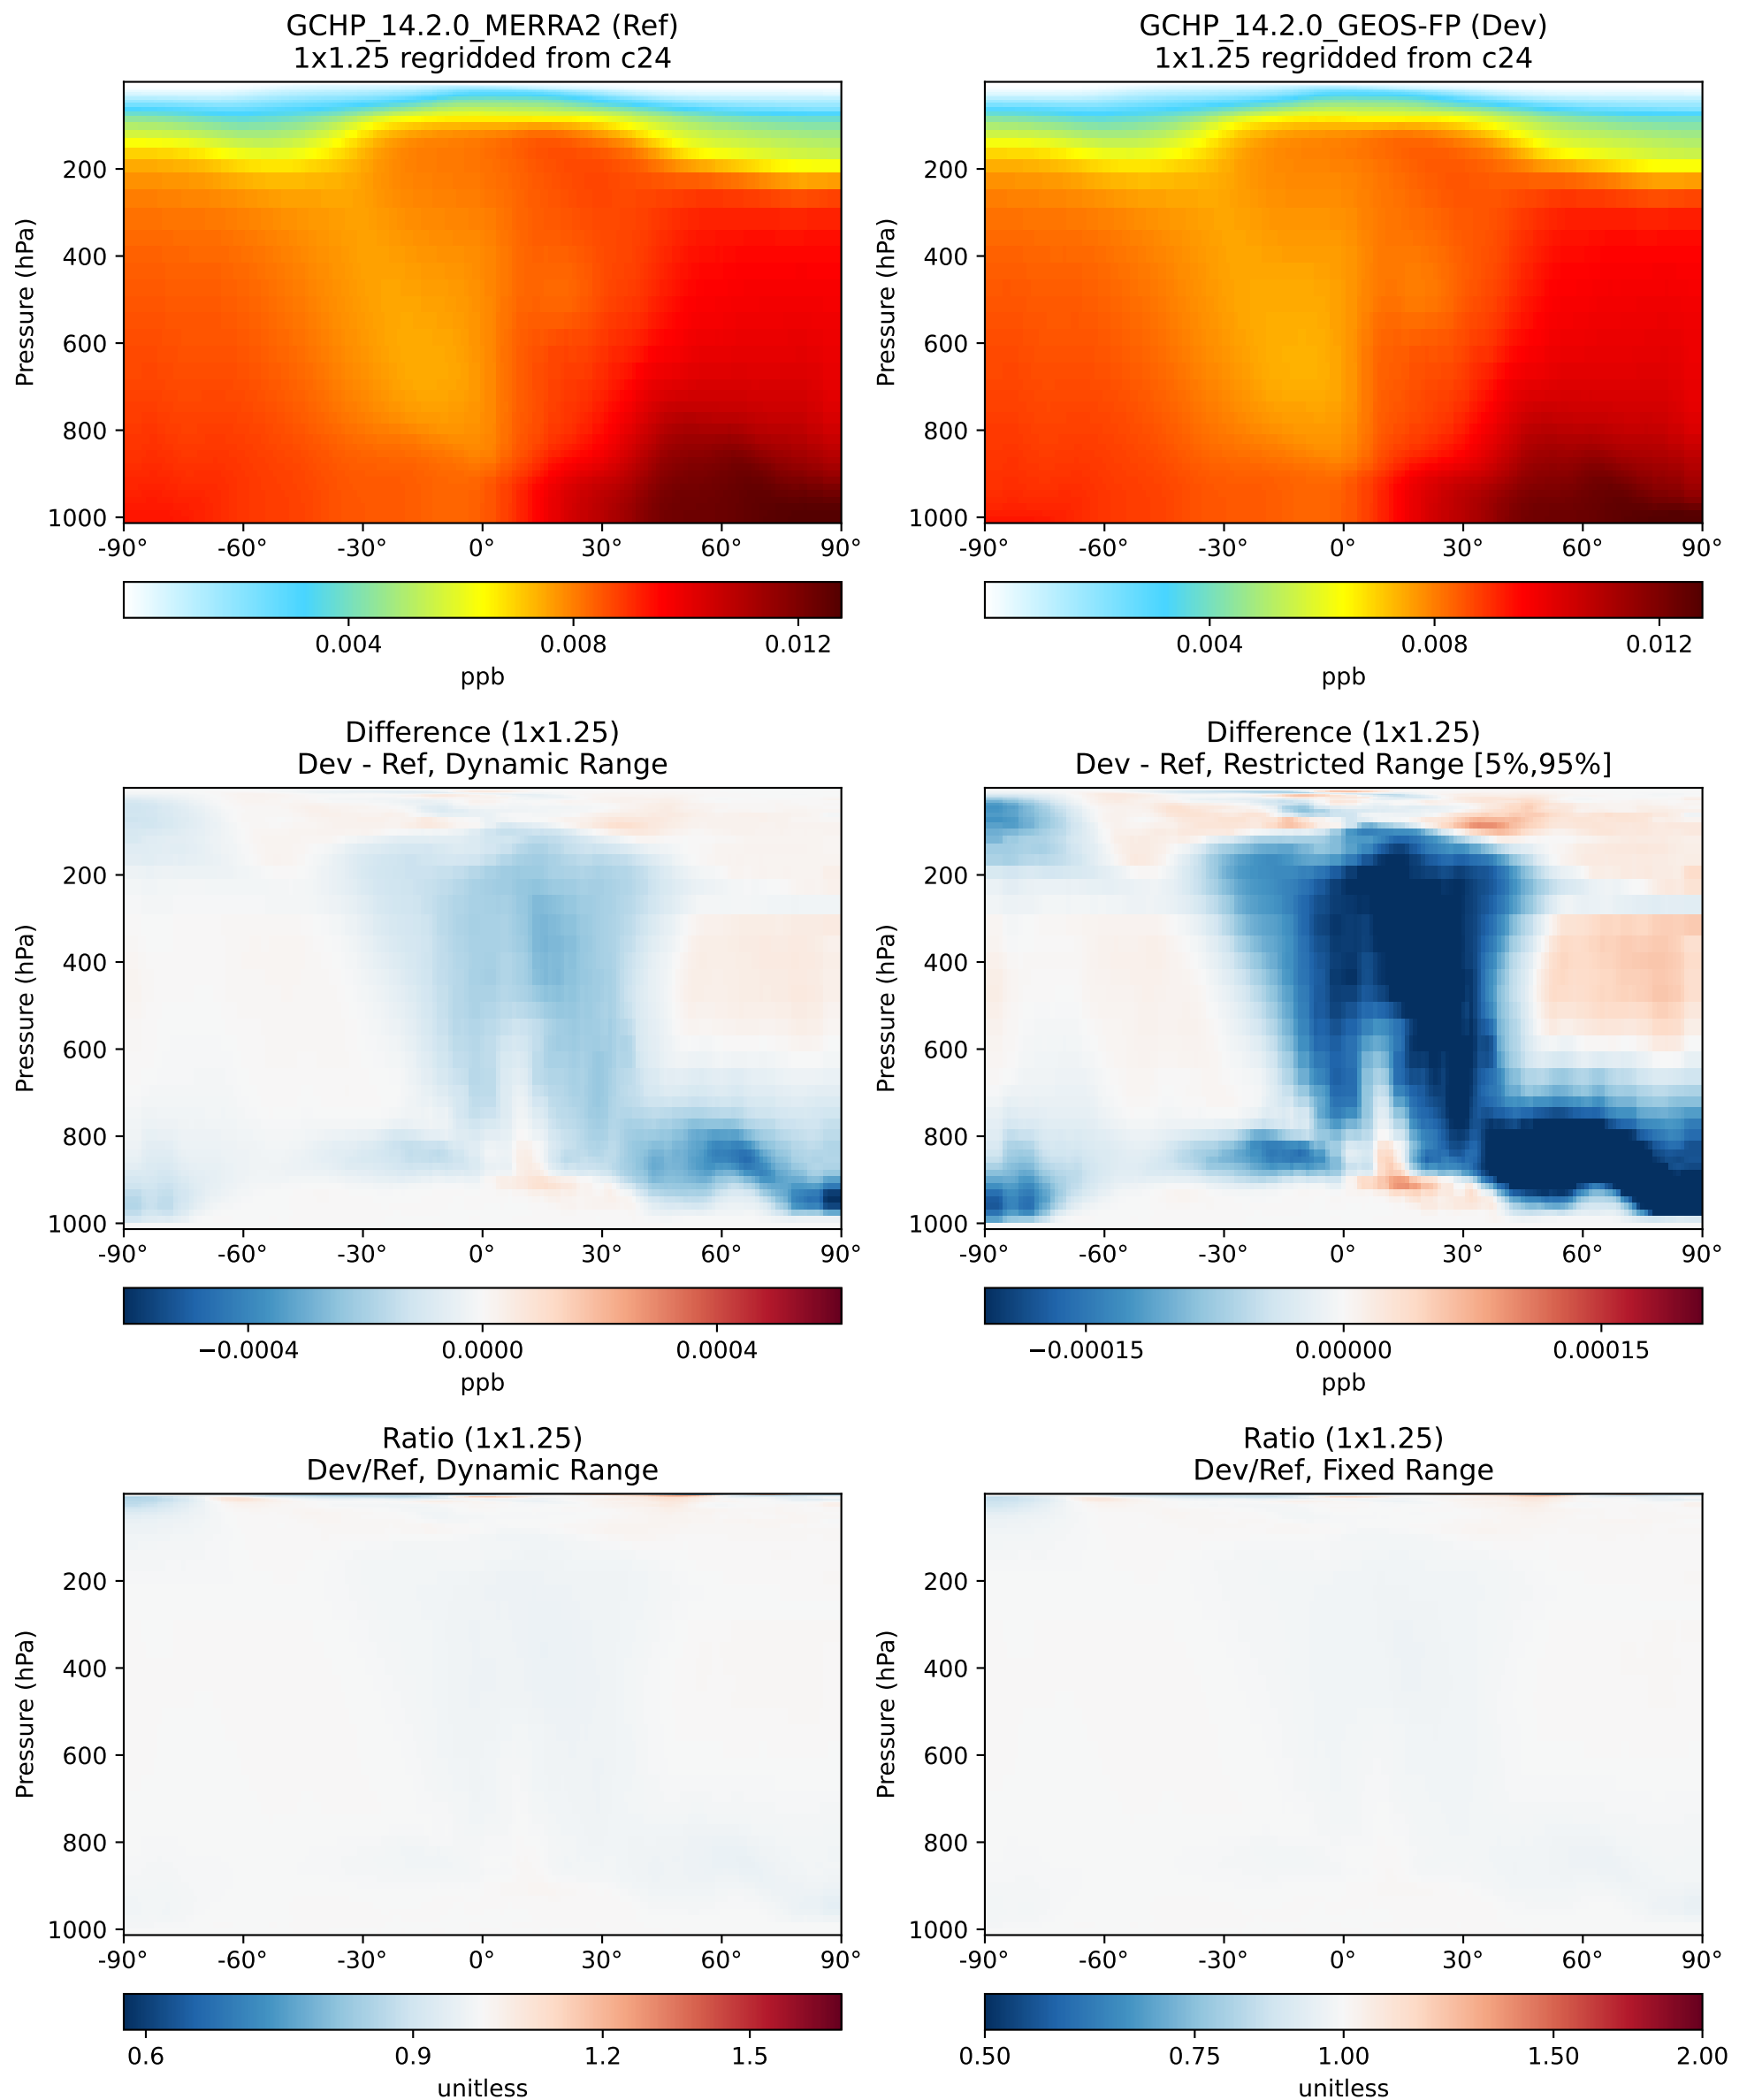 GCHP_14.2.0_MERRA2 (Ref)
1x1.25 regridded from c24
Pressure (hPa)
200
400
600
800
1000
-90° -60° -30° 0° 30° 60° 90°
0.004 0.008 0.012
ppb
GCHP_14.2.0_GEOS-FP (Dev)
1x1.25 regridded from c24
Pressure (hPa)
200
400
600
800
1000
-90° -60° -30° 0° 30° 60° 90°
0.004 0.008 0.012
ppb
Difference (1x1.25)
Dev - Ref, Dynamic Range
Pressure (hPa)
200
400
600
800
1000
-90° -60° -30° 0° 30° 60° 90°
−0.0004 0.0000 0.0004
ppb
Difference (1x1.25)
Dev - Ref, Restricted Range [5%,95%]
Pressure (hPa)
200
400
600
800
1000
-90° -60° -30° 0° 30° 60° 90°
−0.00015 0.00000 0.00015
ppb
Ratio (1x1.25)
Dev/Ref, Dynamic Range
Pressure (hPa)
200
400
600
800
1000
-90° -60° -30° 0° 30° 60° 90°
0.6 0.9 1.2 1.5
unitless
Ratio (1x1.25)
Dev/Ref, Fixed Range
Pressure (hPa)
200
400
600
800
1000
-90° -60° -30° 0° 30° 60° 90°
0.50 0.75 1.00 1.50 2.00
unitless